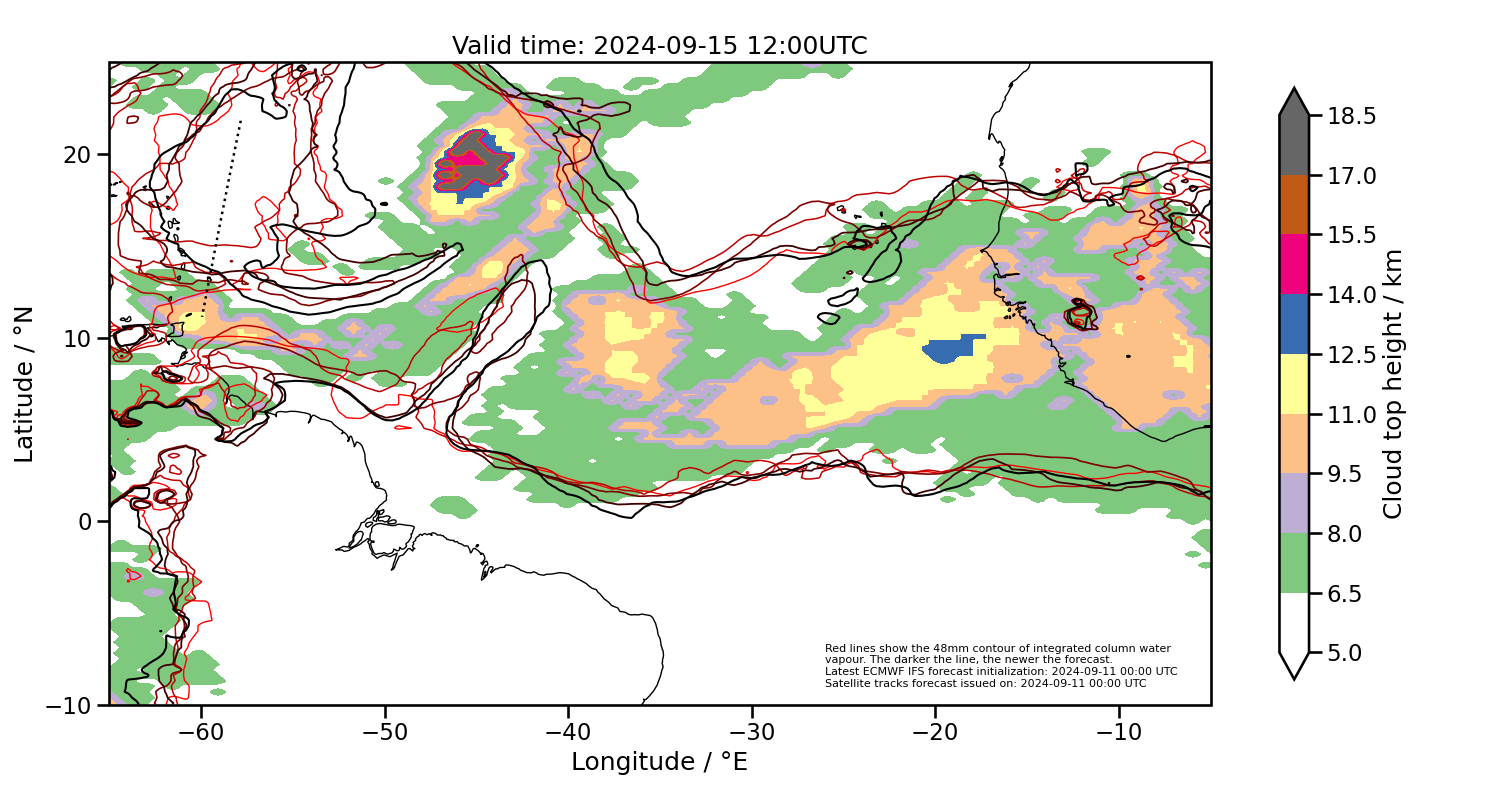 Valid time: 2024-09-15 12:00UTC
20
10
0
−10
Latitude / °N
−60
−50
−40
−30
−20
−10
Longitude / °E
Red lines show the 48mm contour of integrated column water
vapour. The darker the line, the newer the forecast.
Latest ECMWF IFS forecast initialization: 2024-09-11 00:00 UTC
Satellite tracks forecast issued on: 2024-09-11 00:00 UTC
18.5
17.0
15.5
14.0
12.5
11.0
9.5
8.0
6.5
5.0
Cloud top height / km